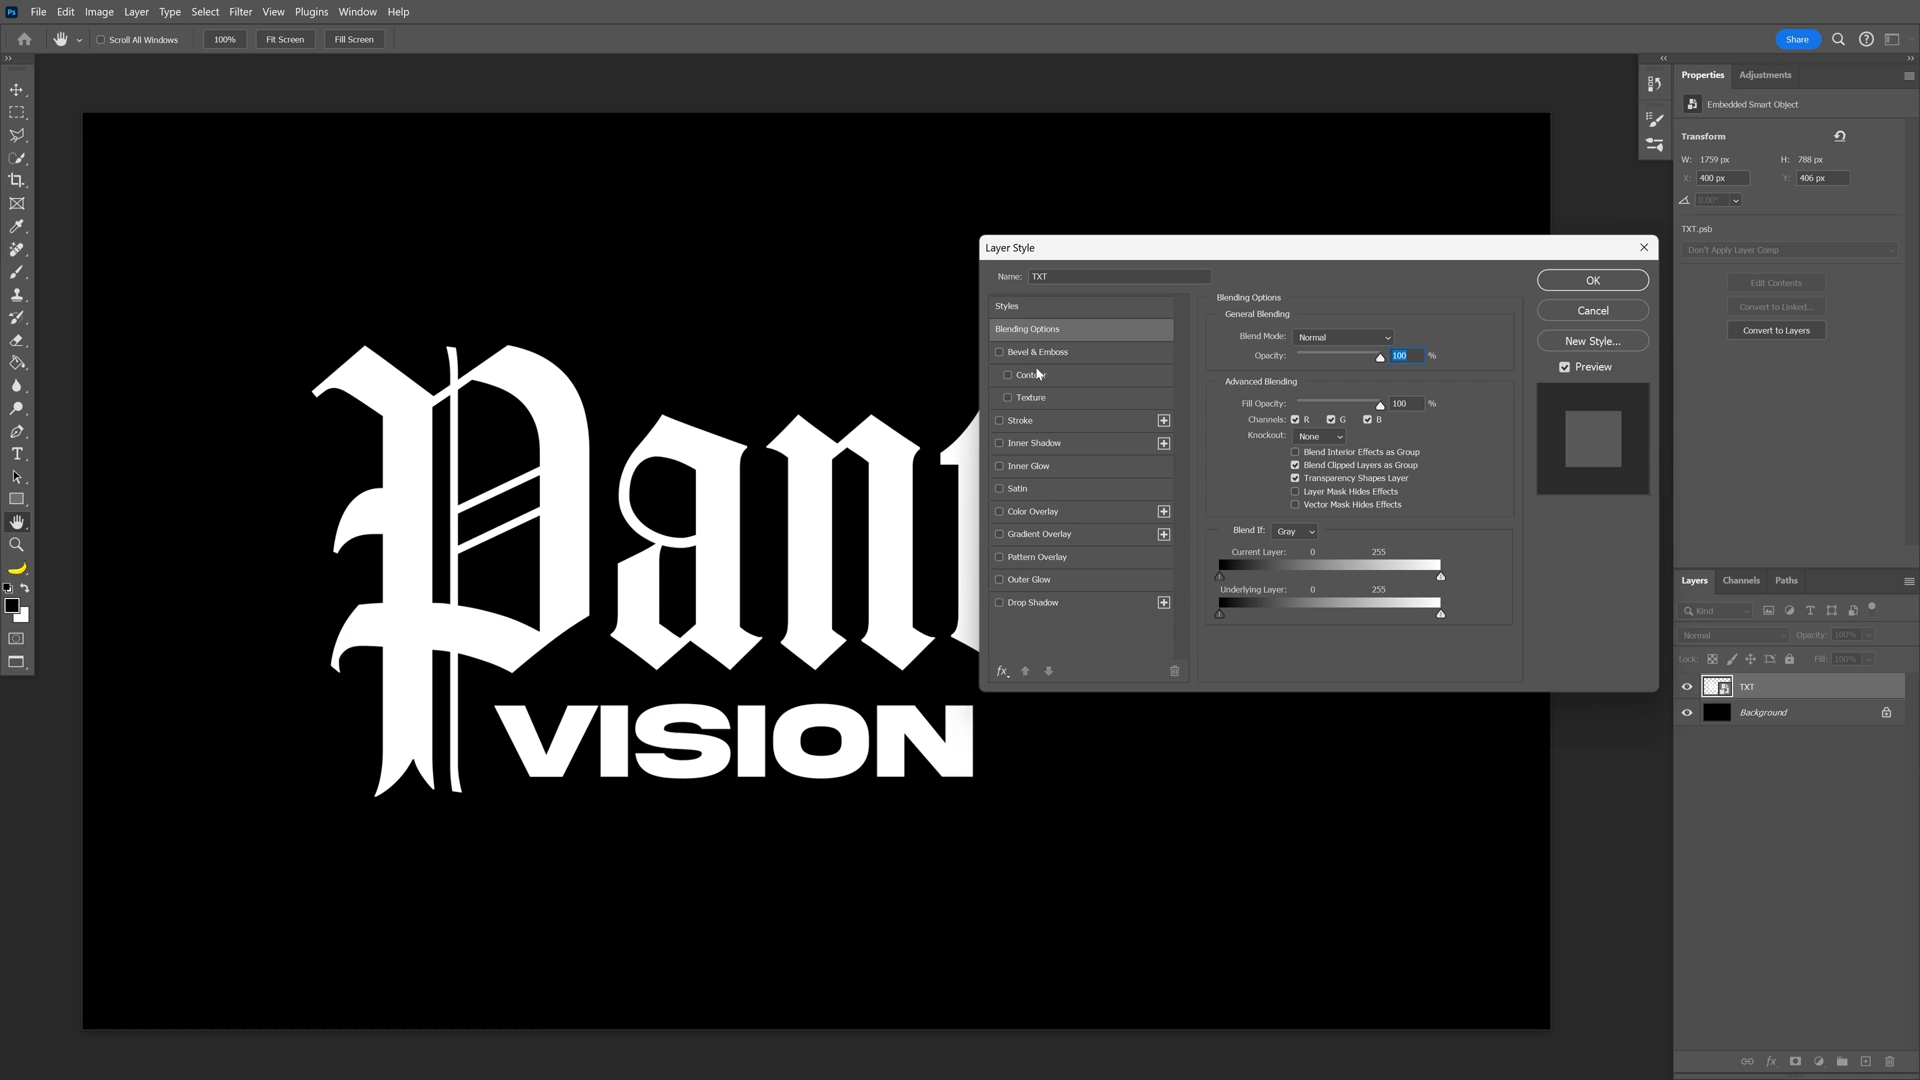 Ps File Edit Image Layer Type Select Filter View Plugins Window Help
Scroll All Windows 100% Fit Screen Fill Screen Share
Properties Adjustments
Embedded Smart Object
Transform
W: 1759 px H: 788 px
X: 400 px Y: 406 px
0.00°
TXT.psb
Don't Apply Layer Comp
Edit Contents
Convert to Linked...
Convert to Layers
Layer Style
Name: TXT
Styles
Blending Options
Bevel & Emboss
Texture
Stroke
Inner Shadow
Inner Glow
Satin
Color Overlay
Gradient Overlay
Pattern Overlay
Outer Glow
Drop Shadow
fx
Blending Options
General Blending
Blend Mode: Normal
Opacity: 100 %
Advanced Blending
Fill Opacity: 100 %
Channels: R G B
Knockout: None
Blend Interior Effects as Group
Blend Clipped Layers as Group
Transparency Shapes Layer
Layer Mask Hides Effects
Vector Mask Hides Effects
Blend If: Gray
Current Layer: 0 255
Underlying Layer: 0 255
OK
Cancel
New Style...
Preview
Layers Channels Paths
Kind
Normal Opacity: 100%
Lock: Fill: 100%
TXT
Background
fx
VISION